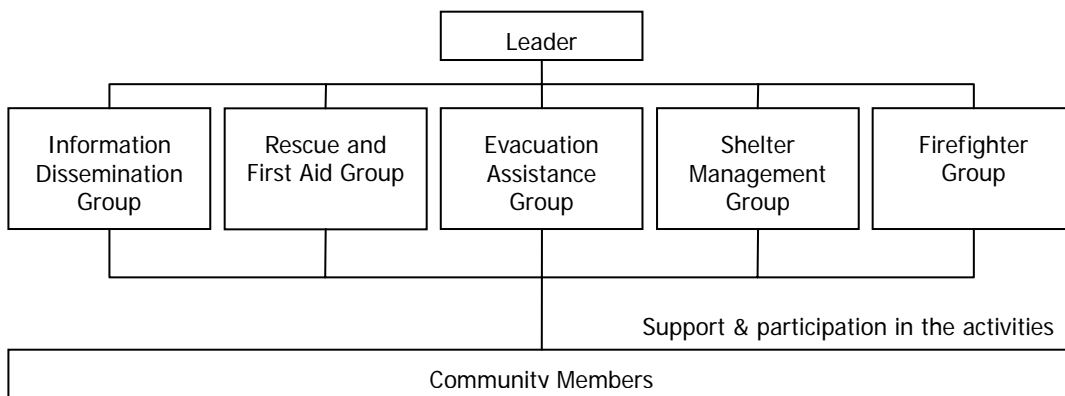 Leader
Information
Dissemination
Group
Rescue and
First Aid Group
Evacuation
Assistance
Group
Shelter
Management
Group
Firefighter
Group
Support & participation in the activities
Community Members